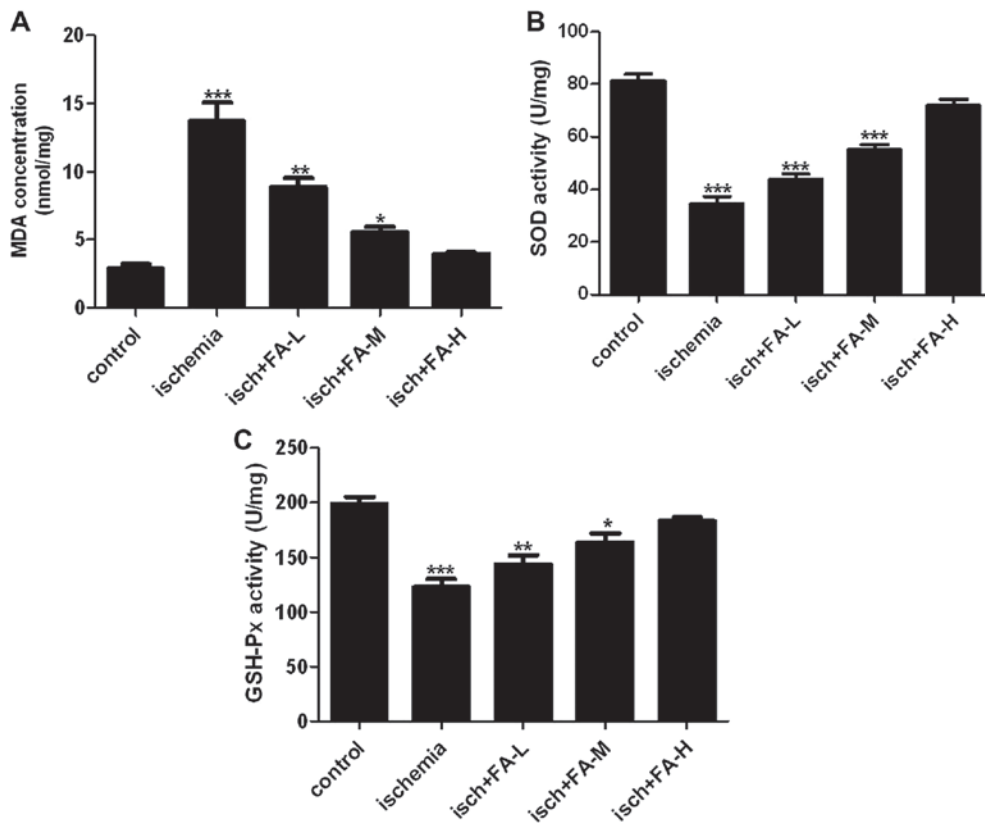 A
MDA concentration
(nmol/mg)
20
15
10
5
0
***
**
*
control
ischemia
isch+FA-L
isch+FA-M
isch+FA-H
B
SOD activity (U/mg)
100
80
60
40
20
0
***
***
***
control
ischemia
isch+FA-L
isch+FA-M
isch+FA-H
C
GSH-Px activity (U/mg)
250
200
150
100
50
0
***
**
*
control
ischemia
isch+FA-L
isch+FA-M
isch+FA-H